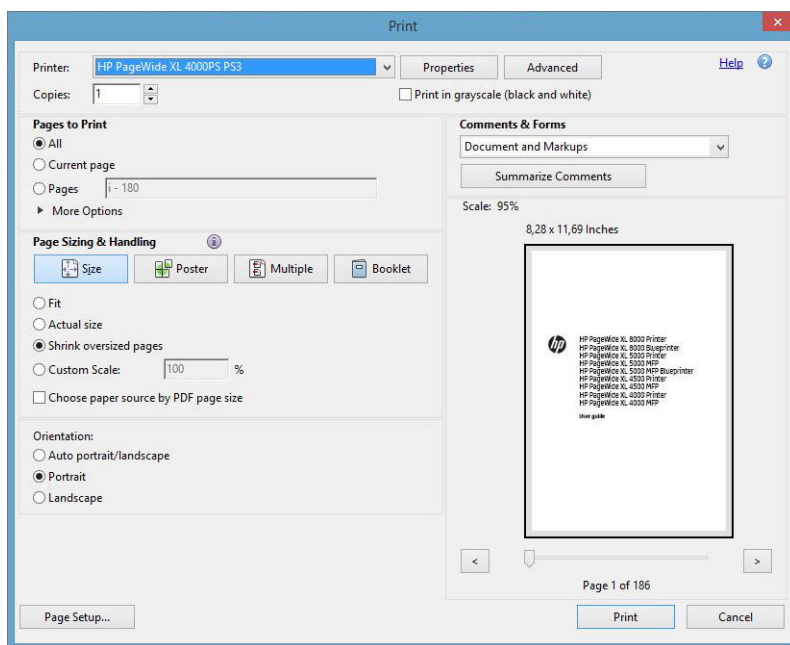 Print
Printer: HP PageWide XL 4000PS PS3 Properties Advanced Help
Copies: 1 Print in grayscale (black and white)
Pages to Print
All
Current page
Pages i - 180
More Options
Comments & Forms
Document and Markups
Summarize Comments
Page Sizing & Handling
Size Poster Multiple Booklet
Fit
Actual size
Shrink oversized pages
Custom Scale: 100 %
Choose paper source by PDF page size
Orientation:
Auto portrait/landscape
Portrait
Landscape
Scale: 95%
8,28 x 11,69 Inches
hp
HP PageWide XL 8000 Printer
HP PageWide XL 8000 Blueprinter
HP PageWide XL 5000 Printer
HP PageWide XL 5000 MFP
HP PageWide XL 5000 MFP Blueprinter
HP PageWide XL 4500 Printer
HP PageWide XL 4500 MFP
HP PageWide XL 4000 Printer
HP PageWide XL 4000 MFP
User guide
< >
Page 1 of 186
Page Setup... Print Cancel